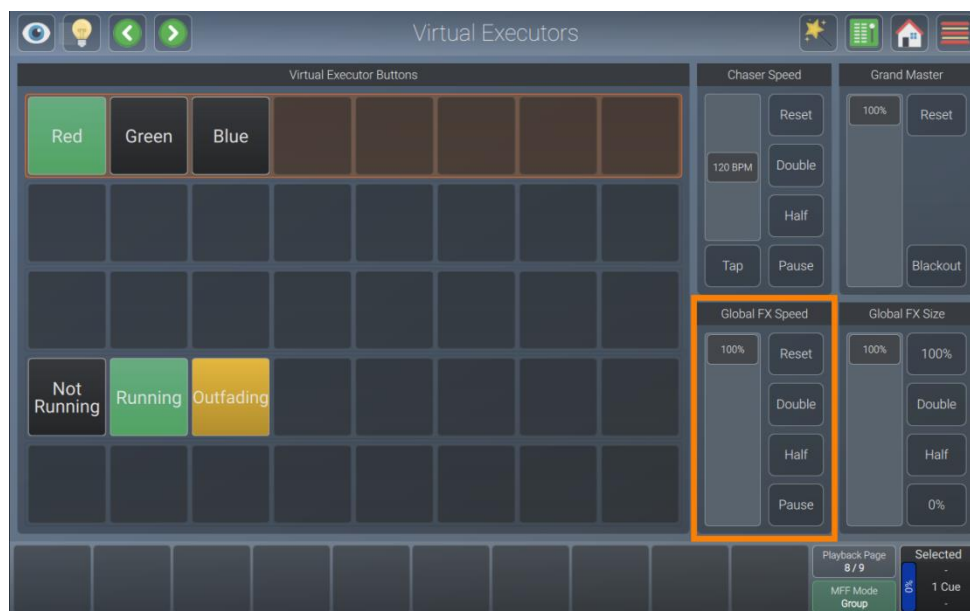 Virtual Executors
Virtual Executor Buttons
Red
Green
Blue
Not
Running
Running
Outfading
Chaser Speed
120 BPM
Reset
Double
Half
Tap
Pause
Grand Master
100%
Reset
Blackout
Global FX Speed
100%
Reset
Double
Half
Pause
Global FX Size
100%
100%
Double
Half
0%
Playback Page
8 / 9
MFF Mode
Group
Selected
-
0%
1 Cue
-